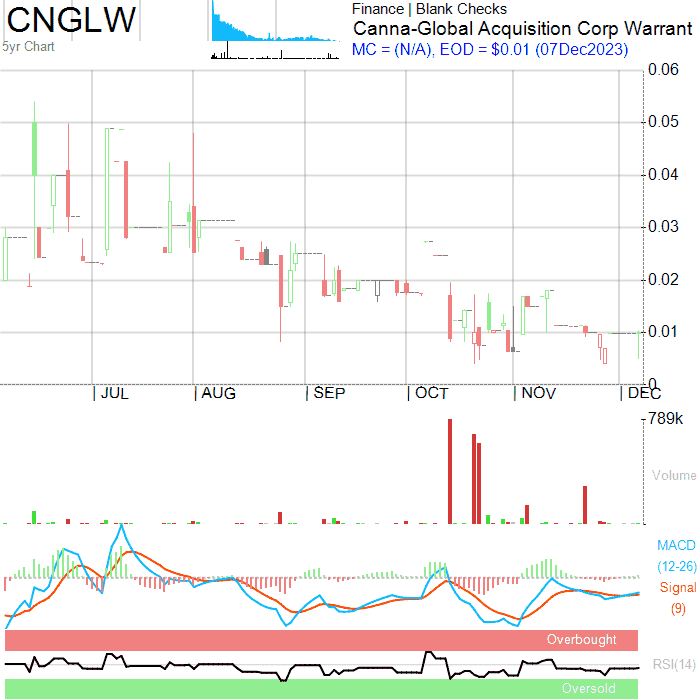 CNGLW
5yr Chart
Finance | Blank Checks
Canna-Global Acquisition Corp Warrant
MC = (N/A), EOD = $0.01 (07Dec2023)
0.06
0.05
0.04
0.03
0.02
0.01
0
JUL
AUG
SEP
OCT
NOV
DEC
789k
Volume
MACD
(12-26)
Signal
(9)
Overbought
RSI(14)
Oversold